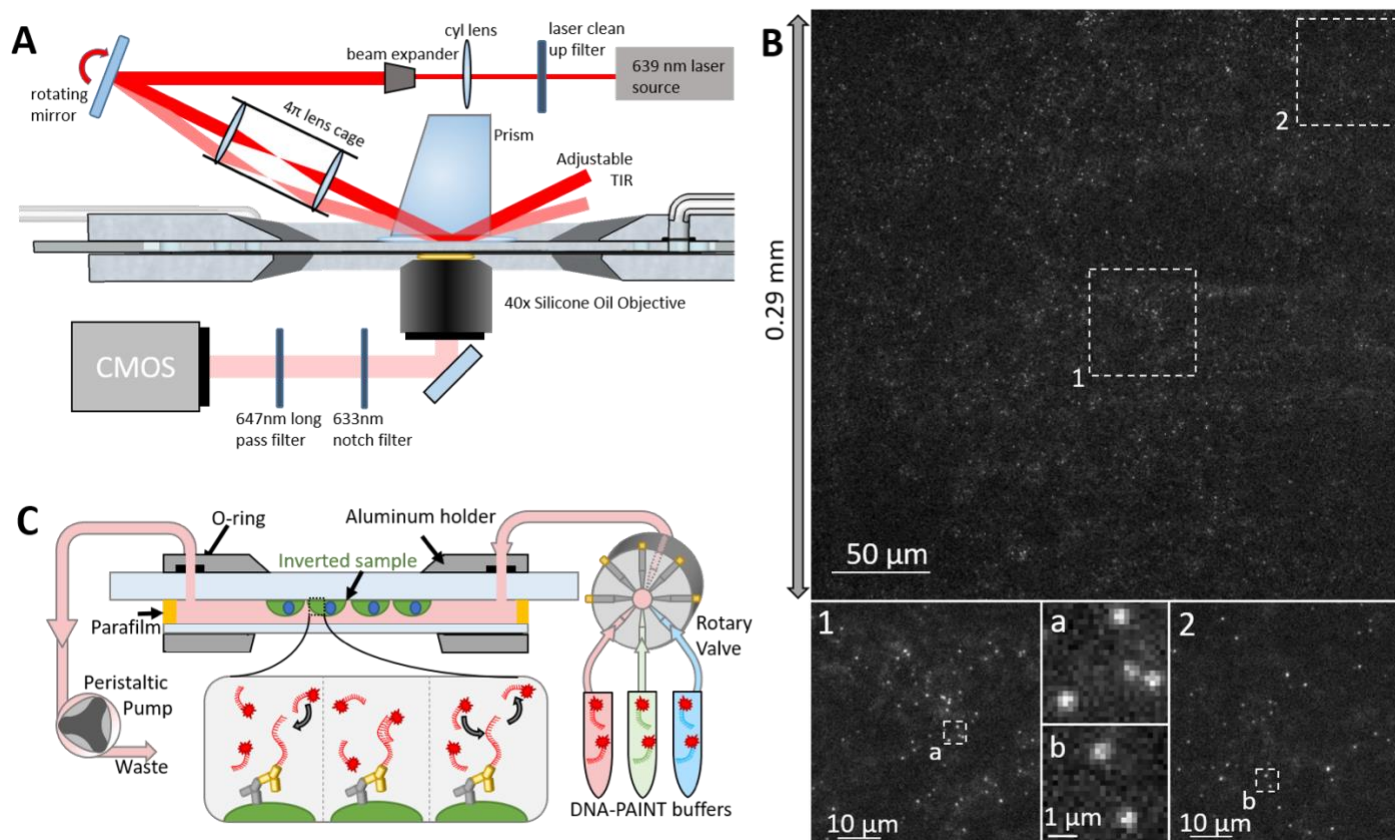 A
cyl lens
laser clean
up filter
beam expander
639 nm laser
source
rotating
mirror
4π lens cage
Prism
Adjustable
TIR
40x Silicone Oil Objective
CMOS
647nm long
pass filter
633nm
notch filter
B
0.29 mm
2
1
50 µm
1
a
10 µm
a
b
1 µm
2
b
10 µm
C
O-ring
Aluminum holder
Inverted sample
Parafilm
Rotary
Valve
Peristaltic
Pump
Waste
DNA-PAINT buffers